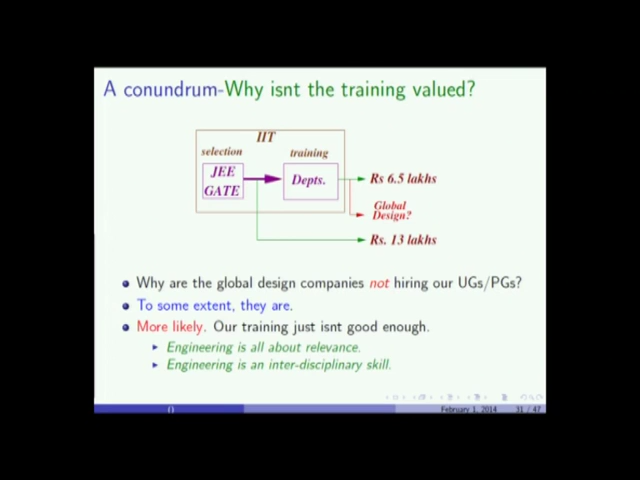 A conundrum-Why isnt the training valued?
IIT
selection
training
JEE
GATE
Depts.
Rs 6.5 lakhs
Global
Design?
Rs. 13 lakhs
Why are the global design companies not hiring our UGs/PGs?
To some extent, they are.
More likely. Our training just isnt good enough.
Engineering is all about relevance.
Engineering is an inter-disciplinary skill.
()
February 1, 2014
31 / 47